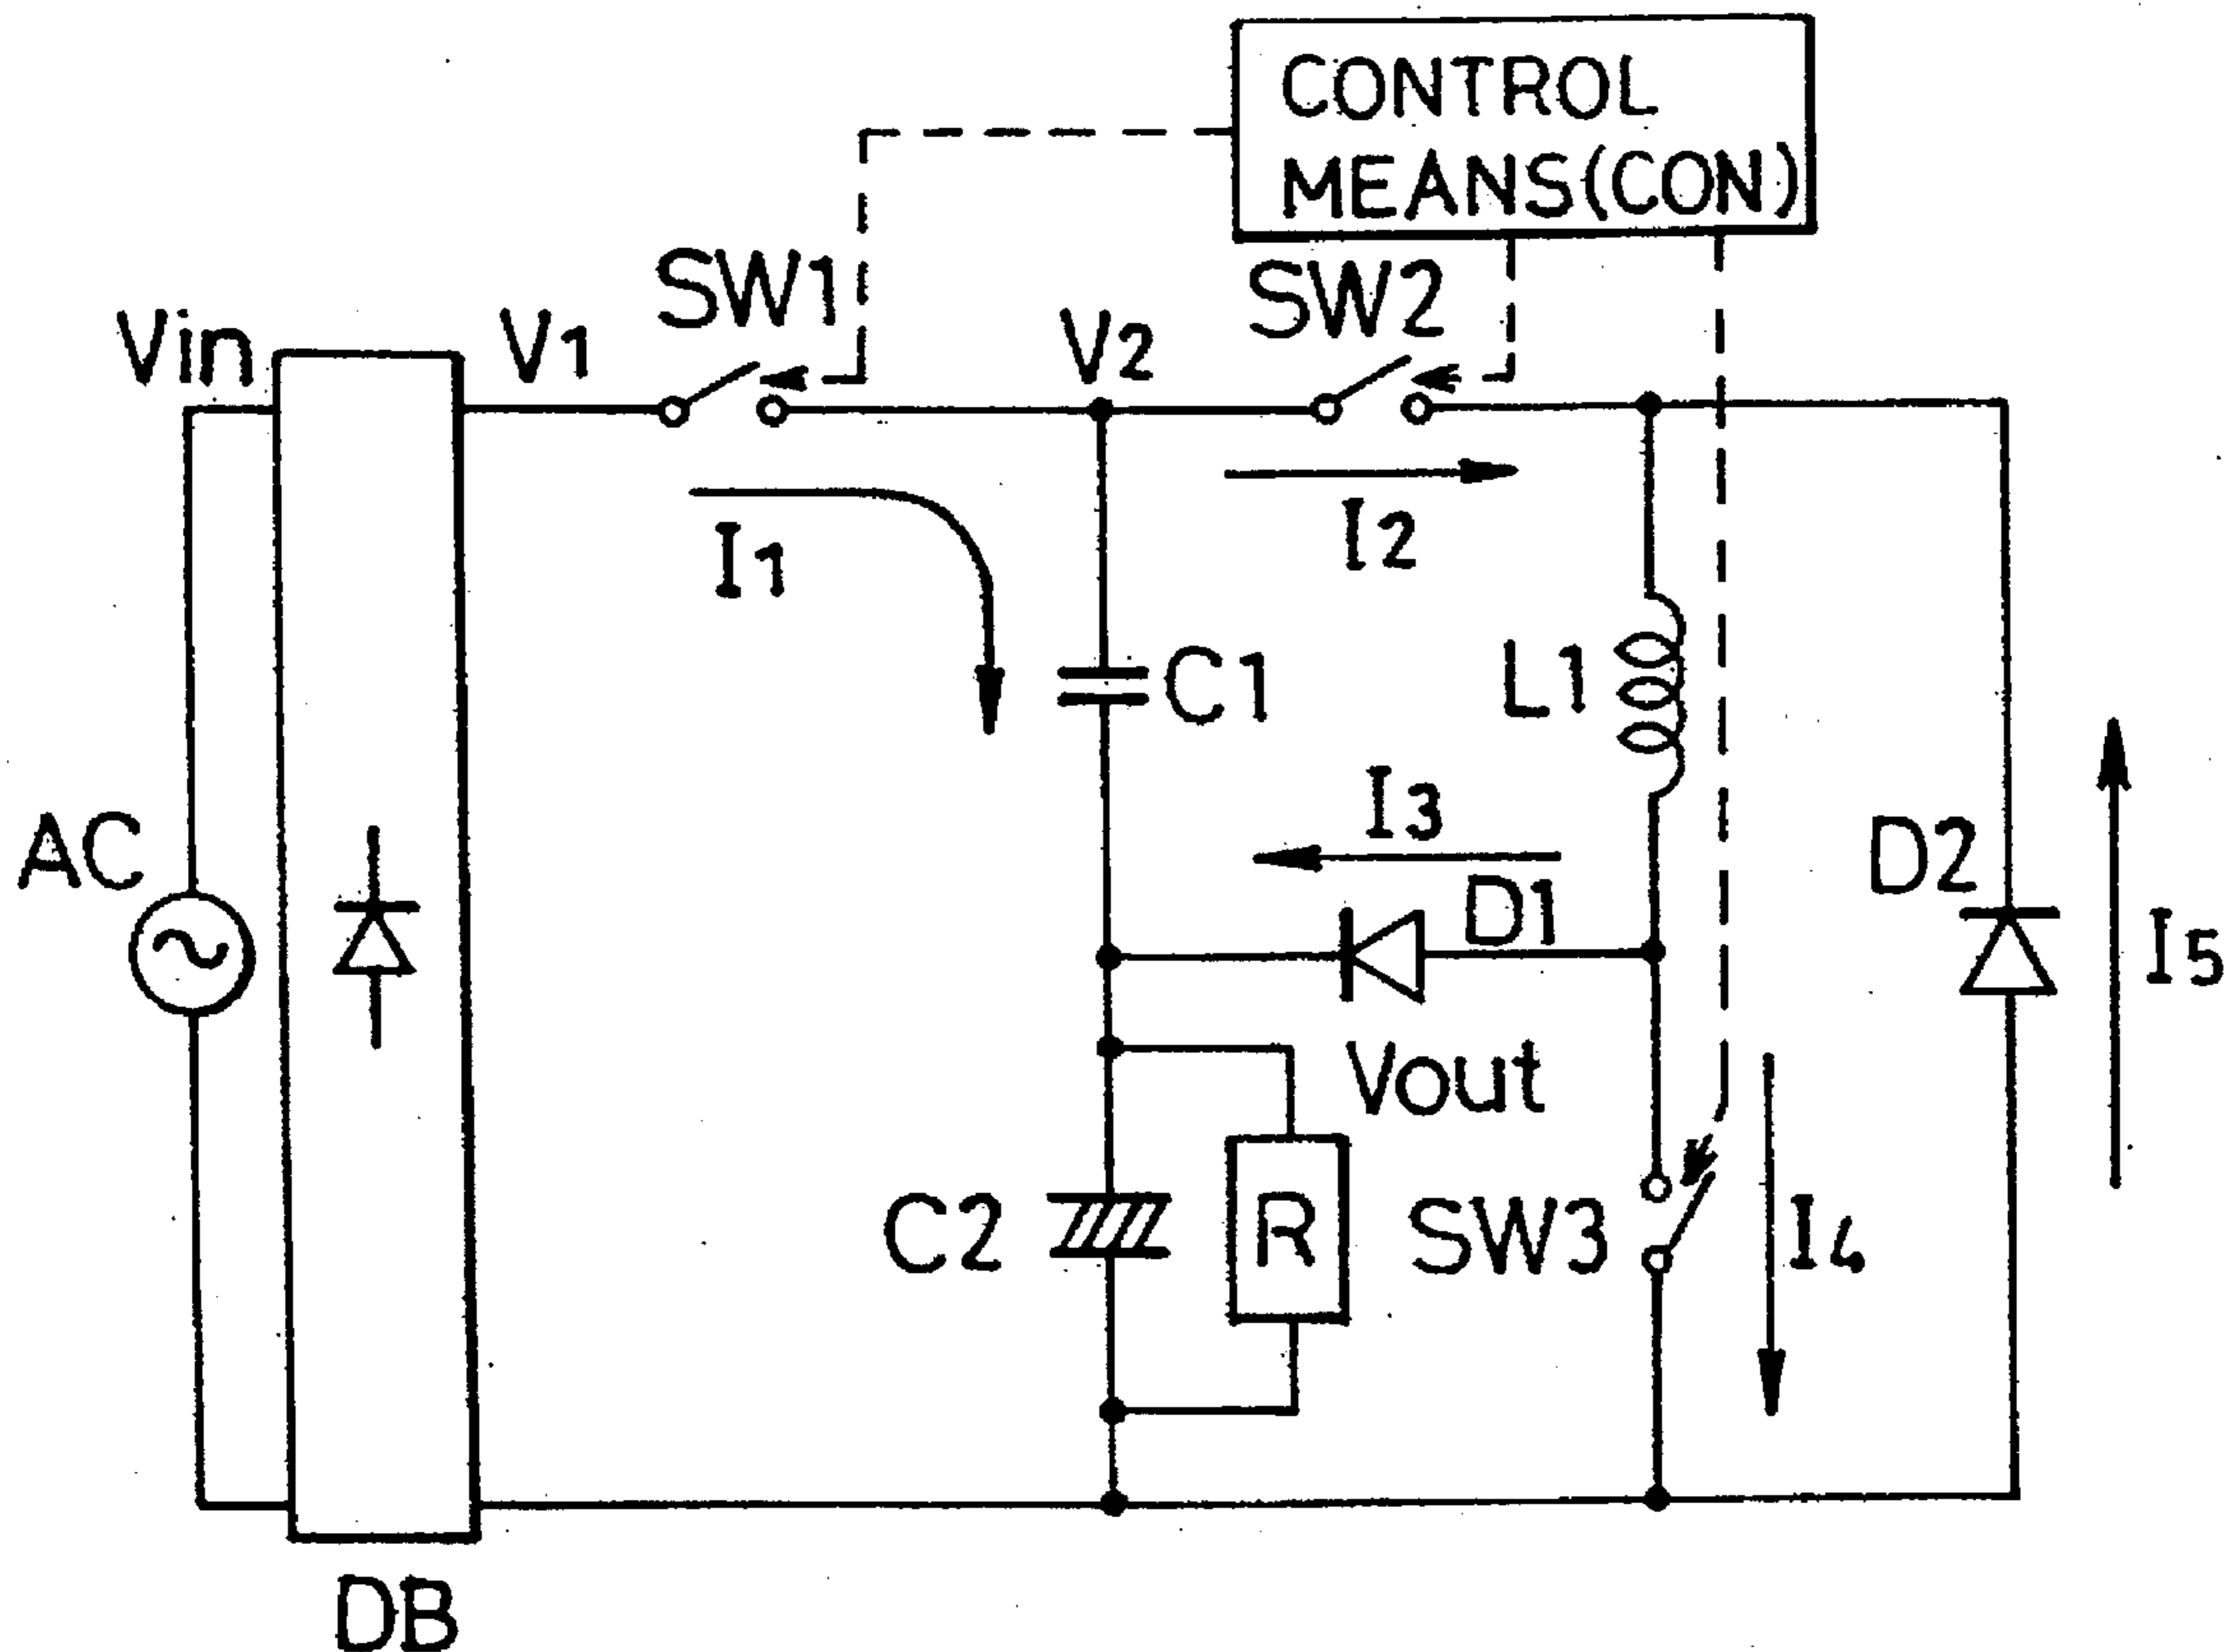 CONTROL
MEANS(CON)
SW1
SW2
Vin
V1
V2
I1
I2
C1
L1
I3
AC
D1
D2
I5
Vout
C2
R
SW3
I4
DB